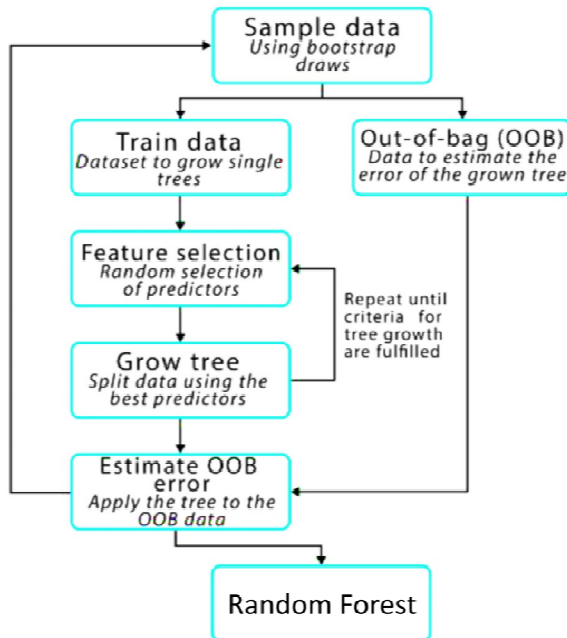 Sample data
Using bootstrap
draws
Train data
Dataset to grow single
trees
Out-of-bag (OOB)
Data to estimate the
error of the grown tree
Feature selection
Random selection
of predictors
Repeat until
criteria for
tree growth
are fulfilled
Grow tree
Split data using the
best predictors
Estimate OOB
error
Apply the tree to the
OOB data
Random Forest